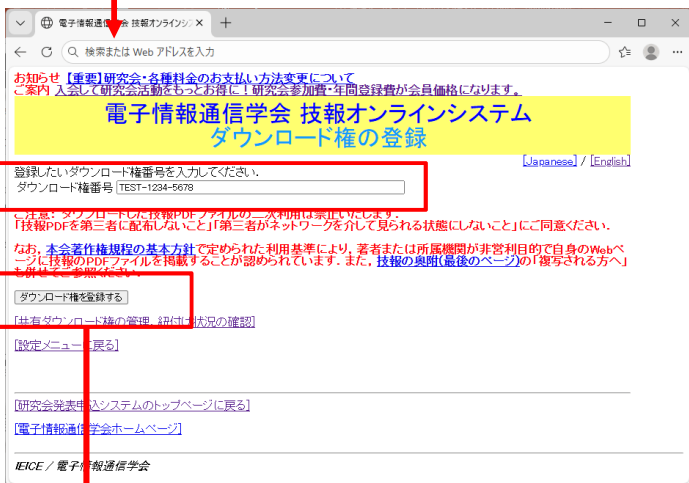 電子情報通信学会 技報オンラインシス
検索または Web アドレスを入力
お知らせ 【重要】研究会・各種料金のお支払い方法変更について
ご案内 入会して研究会活動をもっとお得に!研究会参加費・年間登録費が会員価格になります。
電子情報通信学会 技報オンラインシステム
ダウンロード権の登録
[Japanese] / [English]
登録したいダウンロード権番号を入力してください.
ダウンロード権番号 TEST-1234-5678
ご注意: ダウンロードした技報PDFファイルの二次利用は禁止いたします.
「技報PDFを第三者に配布しないこと」「第三者がネットワークを介して見られる状態にしないこと」にご同意ください.
なお, 本会著作権規程の基本方針で定められた利用基準により, 著者または所属機関が非営利目的で自身のWebペ
ージに技報のPDFファイルを掲載することが認められています. また, 技報の奥附(最後のページ)の「複写される方へ」
も併せてご参照ください.
ダウンロード権を登録する
[共有ダウンロード権の管理、紐付け状況の確認]
[設定メニューに戻る]
[研究会発表申込システムのトップページに戻る]
[電子情報通信学会ホームページ]
IEICE / 電子情報通信学会